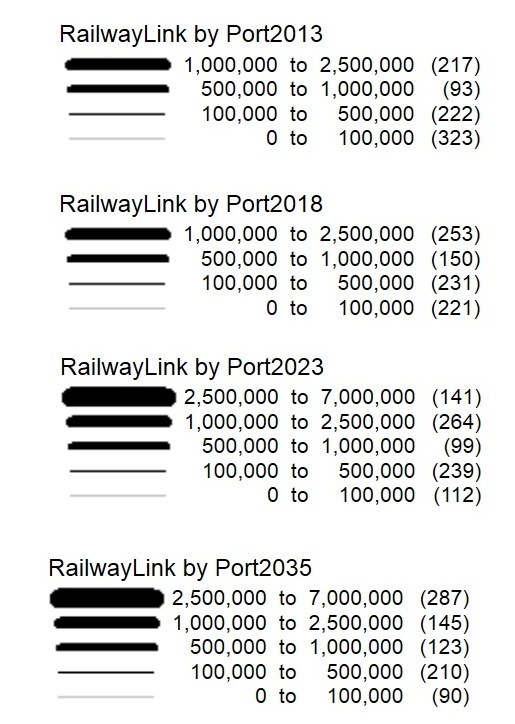 RailwayLink by Port2013
1,000,000 to 2,500,000 (217)
500,000 to 1,000,000 (93)
100,000 to 500,000 (222)
0 to 100,000 (323)
RailwayLink by Port2018
1,000,000 to 2,500,000 (253)
500,000 to 1,000,000 (150)
100,000 to 500,000 (231)
0 to 100,000 (221)
RailwayLink by Port2023
2,500,000 to 7,000,000 (141)
1,000,000 to 2,500,000 (264)
500,000 to 1,000,000 (99)
100,000 to 500,000 (239)
0 to 100,000 (112)
RailwayLink by Port2035
2,500,000 to 7,000,000 (287)
1,000,000 to 2,500,000 (145)
500,000 to 1,000,000 (123)
100,000 to 500,000 (210)
0 to 100,000 (90)